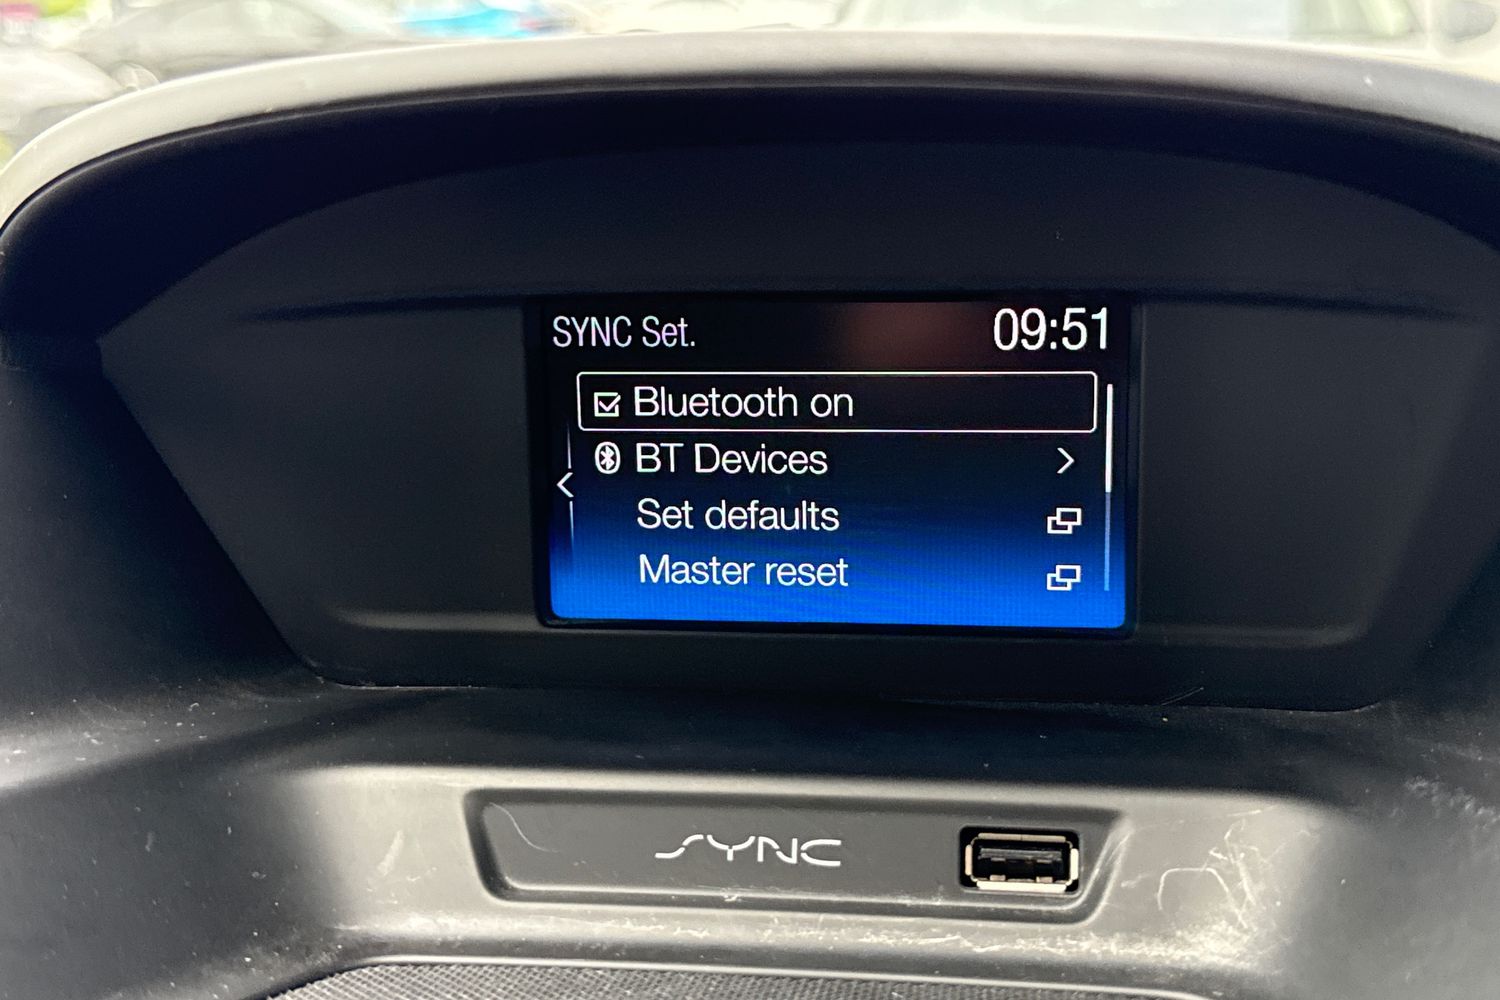 SYNC Set.
09:51
Bluetooth on
BT Devices
Set defaults
Master reset
SYNC